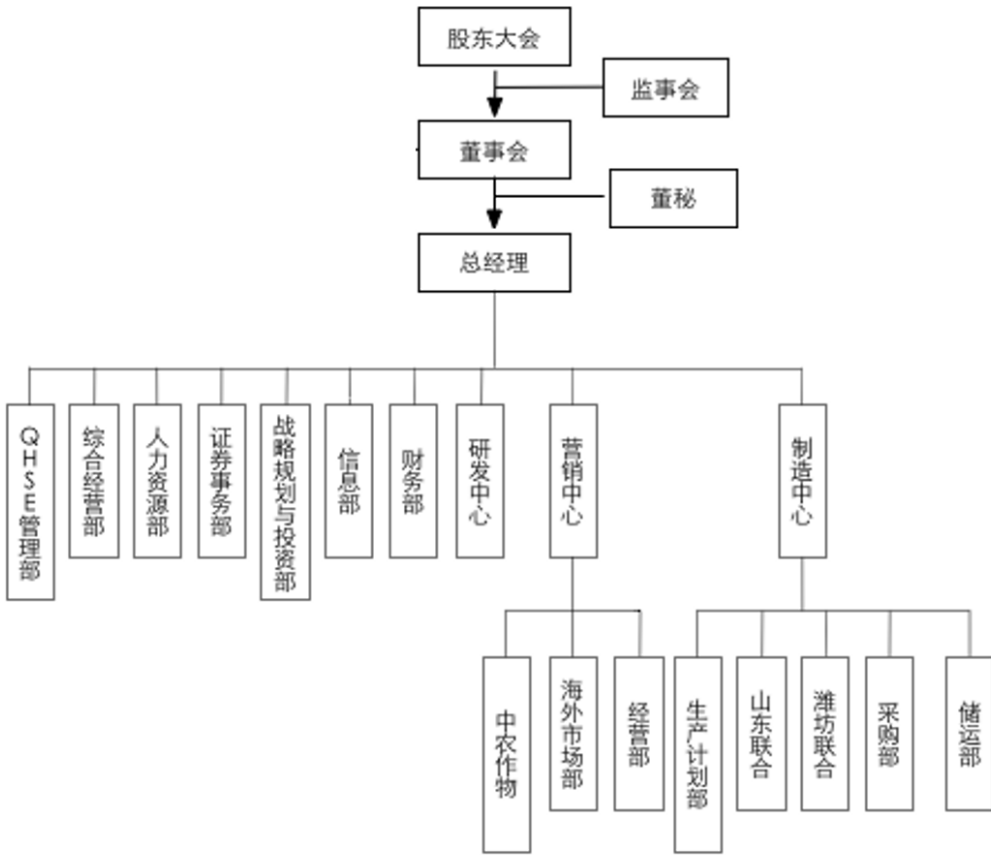 股东大会
监事会
董事会
董秘
总经理
QHSE管理部
综合经营部
人力资源部
证券事务部
战略规划与投资部
信息部
财务部
研发中心
营销中心
制造中心
中农作物
海外市场部
经营部
生产计划部
山东联合
潍坊联合
采购部
储运部